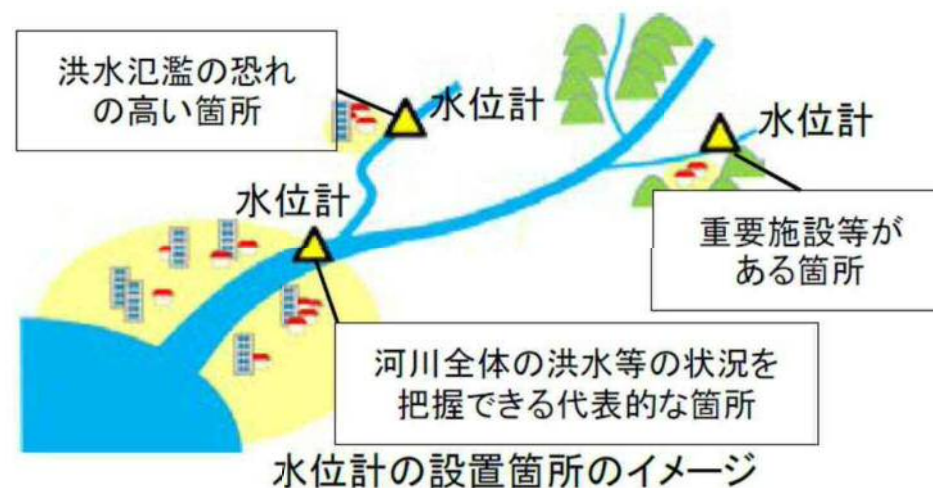 洪水氾濫の恐れ
の高い箇所
水位計
水位計
水位計
重要施設等が
ある箇所
河川全体の洪水等の状況を
把握できる代表的な箇所
水位計の設置箇所のイメージ